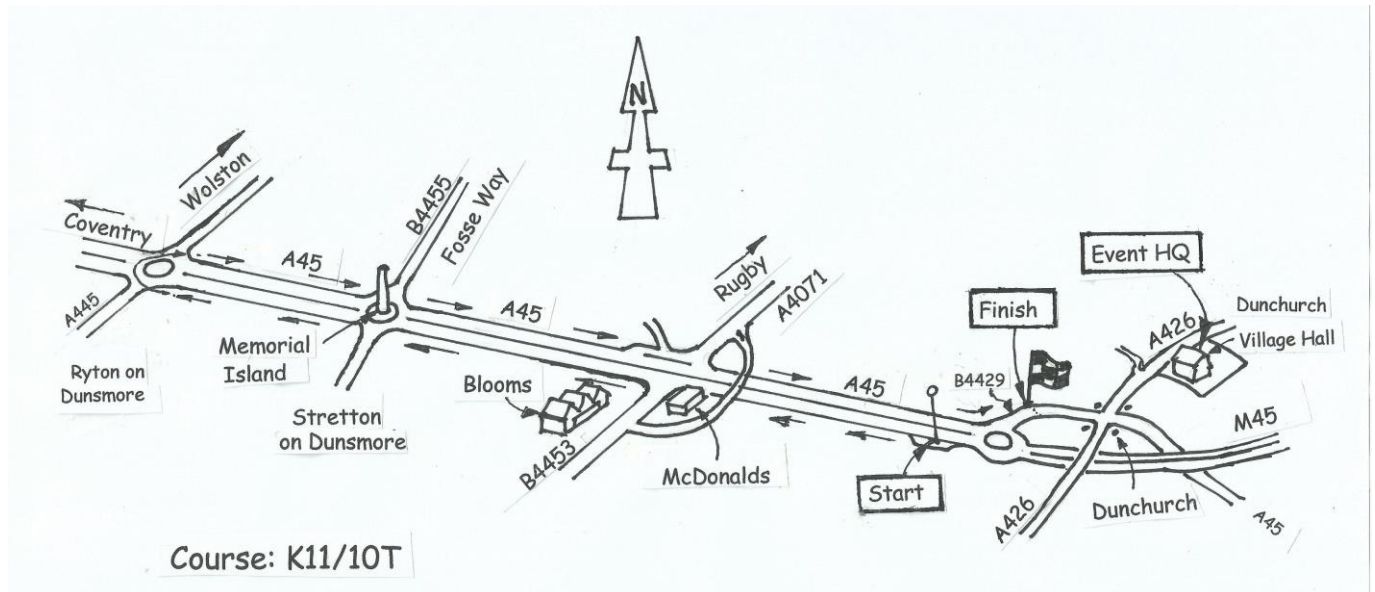 N
Wolston
Coventry
A45
B4455
Fosse Way
A45
Rugby
A4071
Event HQ
Finish
A426
Dunchurch
Village Hall
A445
Ryton on
Dunsmore
Memorial
Island
Stretton
on Dunsmore
Blooms
B4453
McDonalds
A45
B4429
Start
M45
Dunchurch
A426
A45
Course: K11/10T